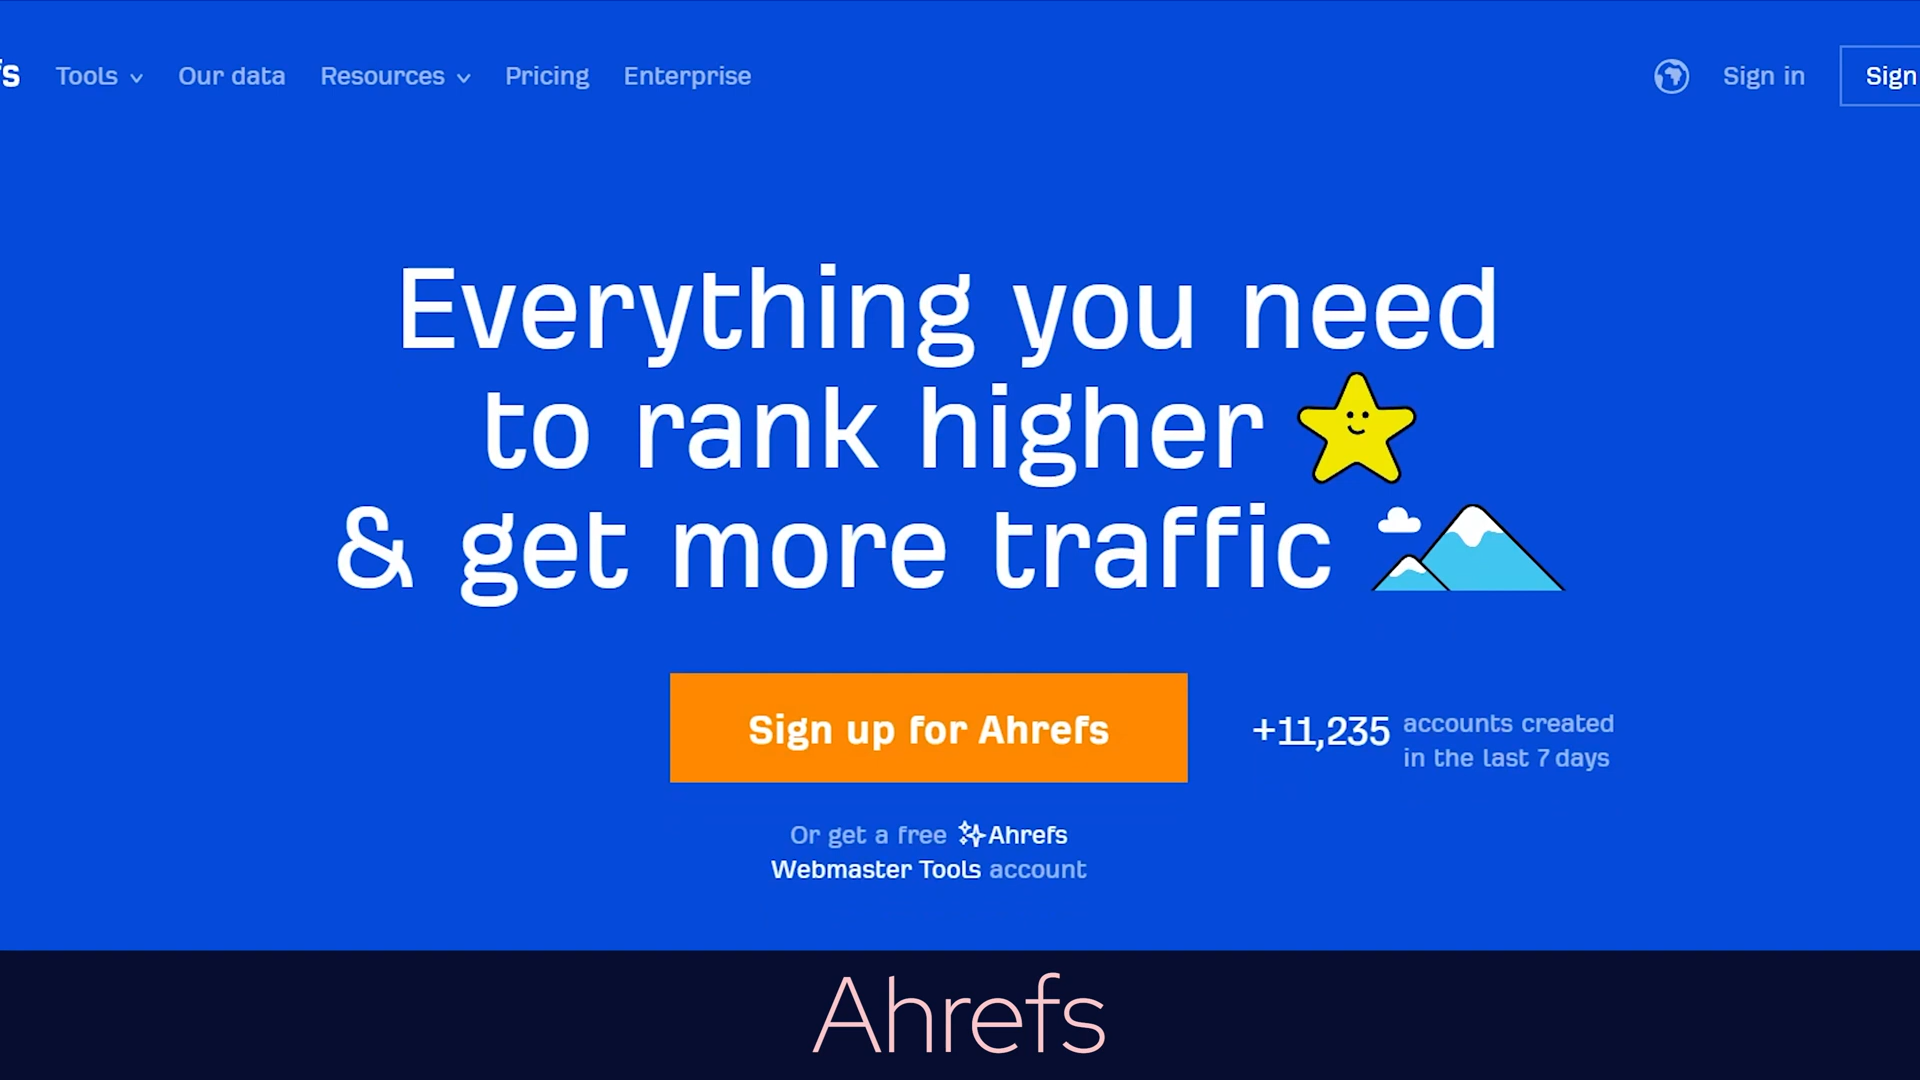 fs Tools Our data Resources Pricing Enterprise Sign in Sign
Everything you need
to rank higher
& get more traffic
Sign up for Ahrefs
+11,235 accounts created
in the last 7 days
Or get a free Ahrefs
Webmaster Tools account
Ahrefs